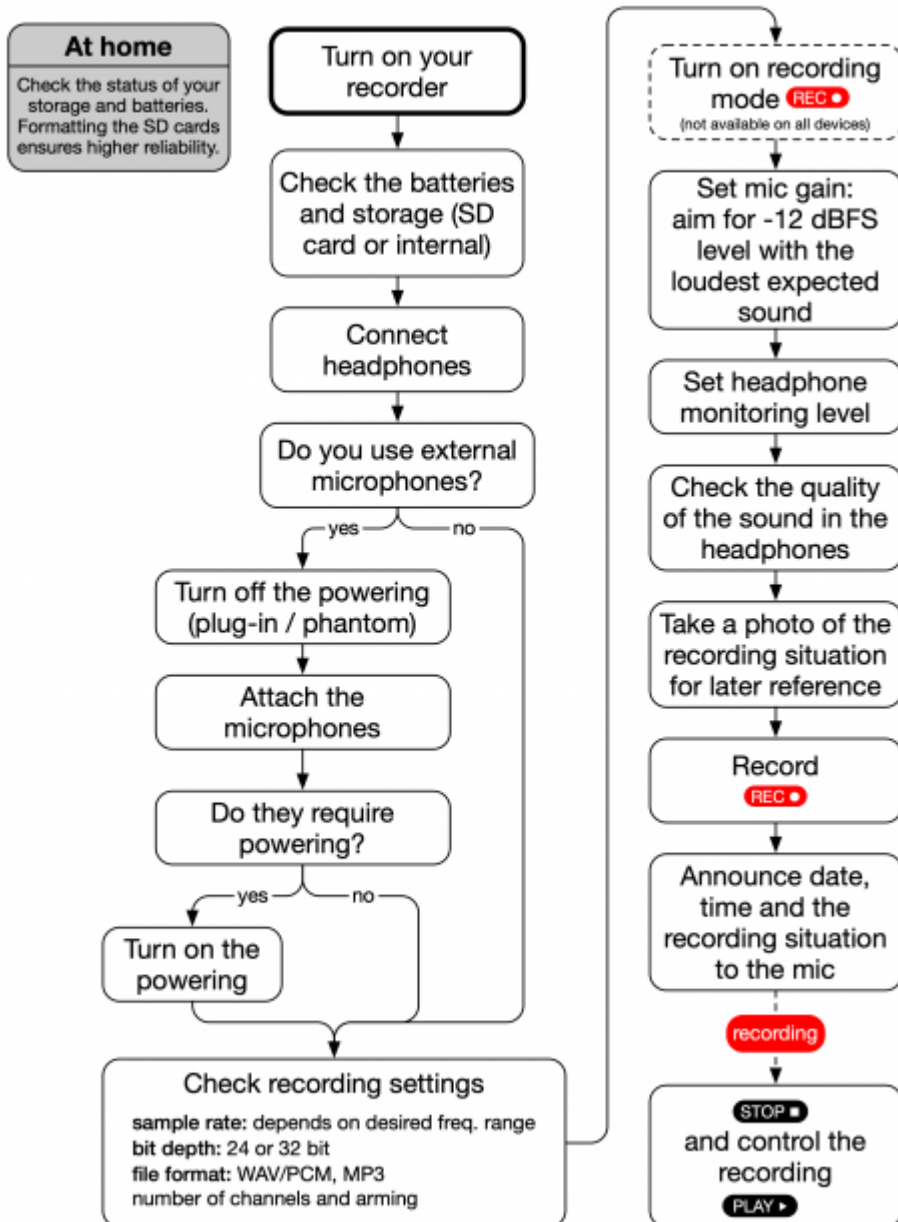 At home
Check the status of your
storage and batteries.
Formatting the SD cards
ensures higher reliability.
Turn on your
recorder
Check the batteries
and storage (SD
card or internal)
Connect
headphones
Do you use external
microphones?
yes
no
Turn off the powering
(plug-in / phantom)
Attach the
microphones
Do they require
powering?
yes
no
Turn on the
powering
Check recording settings
sample rate: depends on desired freq. range
bit depth: 24 or 32 bit
file format: WAV/PCM, MP3
number of channels and arming
Turn on recording
mode REC
(not available on all devices)
Set mic gain:
aim for -12 dBFS
level with the
loudest expected
sound
Set headphone
monitoring level
Check the quality
of the sound in the
headphones
Take a photo of the
recording situation
for later reference
Record
REC
Announce date,
time and the
recording situation
to the mic
recording
STOP
and control the
recording
PLAY